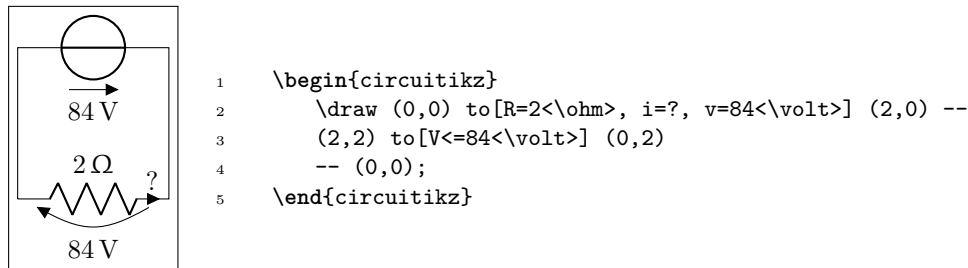 84 V
2 Ω
?
84 V
1 \begin{circuitikz}
2 \draw (0,0) to[R=2<\ohm>, i=?, v=84<\volt>] (2,0) --
3 (2,2) to[V<=84<\volt>] (0,2)
4 -- (0,0);
5 \end{circuitikz}